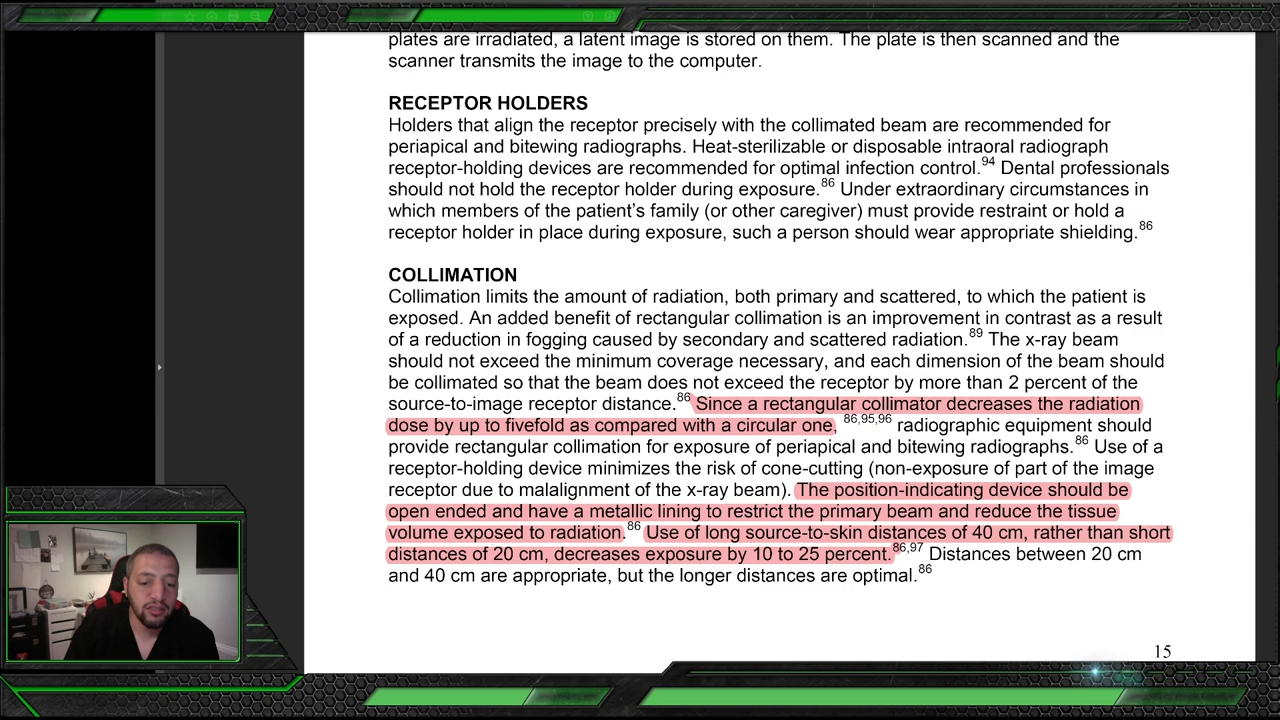 plates are irradiated, a latent image is stored on them. The plate is then scanned and the
scanner transmits the image to the computer.
RECEPTOR HOLDERS
Holders that align the receptor precisely with the collimated beam are recommended for
periapical and bitewing radiographs. Heat-sterilizable or disposable intraoral radiograph
receptor-holding devices are recommended for optimal infection control.94 Dental professionals
should not hold the receptor holder during exposure.86 Under extraordinary circumstances in
which members of the patient's family (or other caregiver) must provide restraint or hold a
receptor holder in place during exposure, such a person should wear appropriate shielding.86
COLLIMATION
Collimation limits the amount of radiation, both primary and scattered, to which the patient is
exposed. An added benefit of rectangular collimation is an improvement in contrast as a result
of a reduction in fogging caused by secondary and scattered radiation.89 The x-ray beam
should not exceed the minimum coverage necessary, and each dimension of the beam should
be collimated so that the beam does not exceed the receptor by more than 2 percent of the
source-to-image receptor distance.86 Since a rectangular collimator decreases the radiation
dose by up to fivefold as compared with a circular one, 86,95,96 radiographic equipment should
provide rectangular collimation for exposure of periapical and bitewing radiographs.86 Use of a
receptor-holding device minimizes the risk of cone-cutting (non-exposure of part of the image
receptor due to malalignment of the x-ray beam). The position-indicating device should be
open ended and have a metallic lining to restrict the primary beam and reduce the tissue
volume exposed to radiation.86 Use of long source-to-skin distances of 40 cm, rather than short
distances of 20 cm, decreases exposure by 10 to 25 percent.86,97 Distances between 20 cm
and 40 cm are appropriate, but the longer distances are optimal.86
15